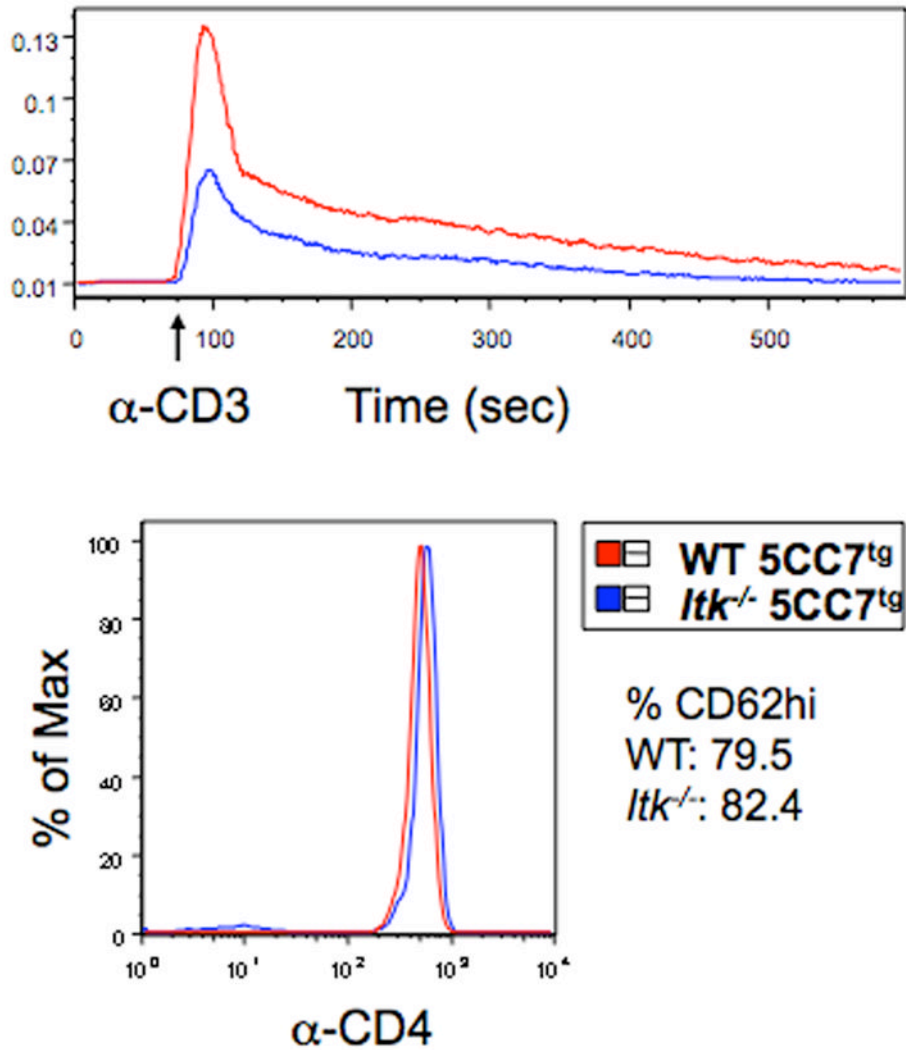 0.13
0.1
0.07
0.04
0.01
0 100 200 300 400 500
α-CD3 Time (sec)
100
80
60
40
20
0
% of Max
10⁰ 10¹ 10² 10³ 10⁴
α-CD4
WT 5CC7ᵗᵍ
Itk⁻/⁻ 5CC7ᵗᵍ
% CD62hi
WT: 79.5
Itk⁻/⁻: 82.4